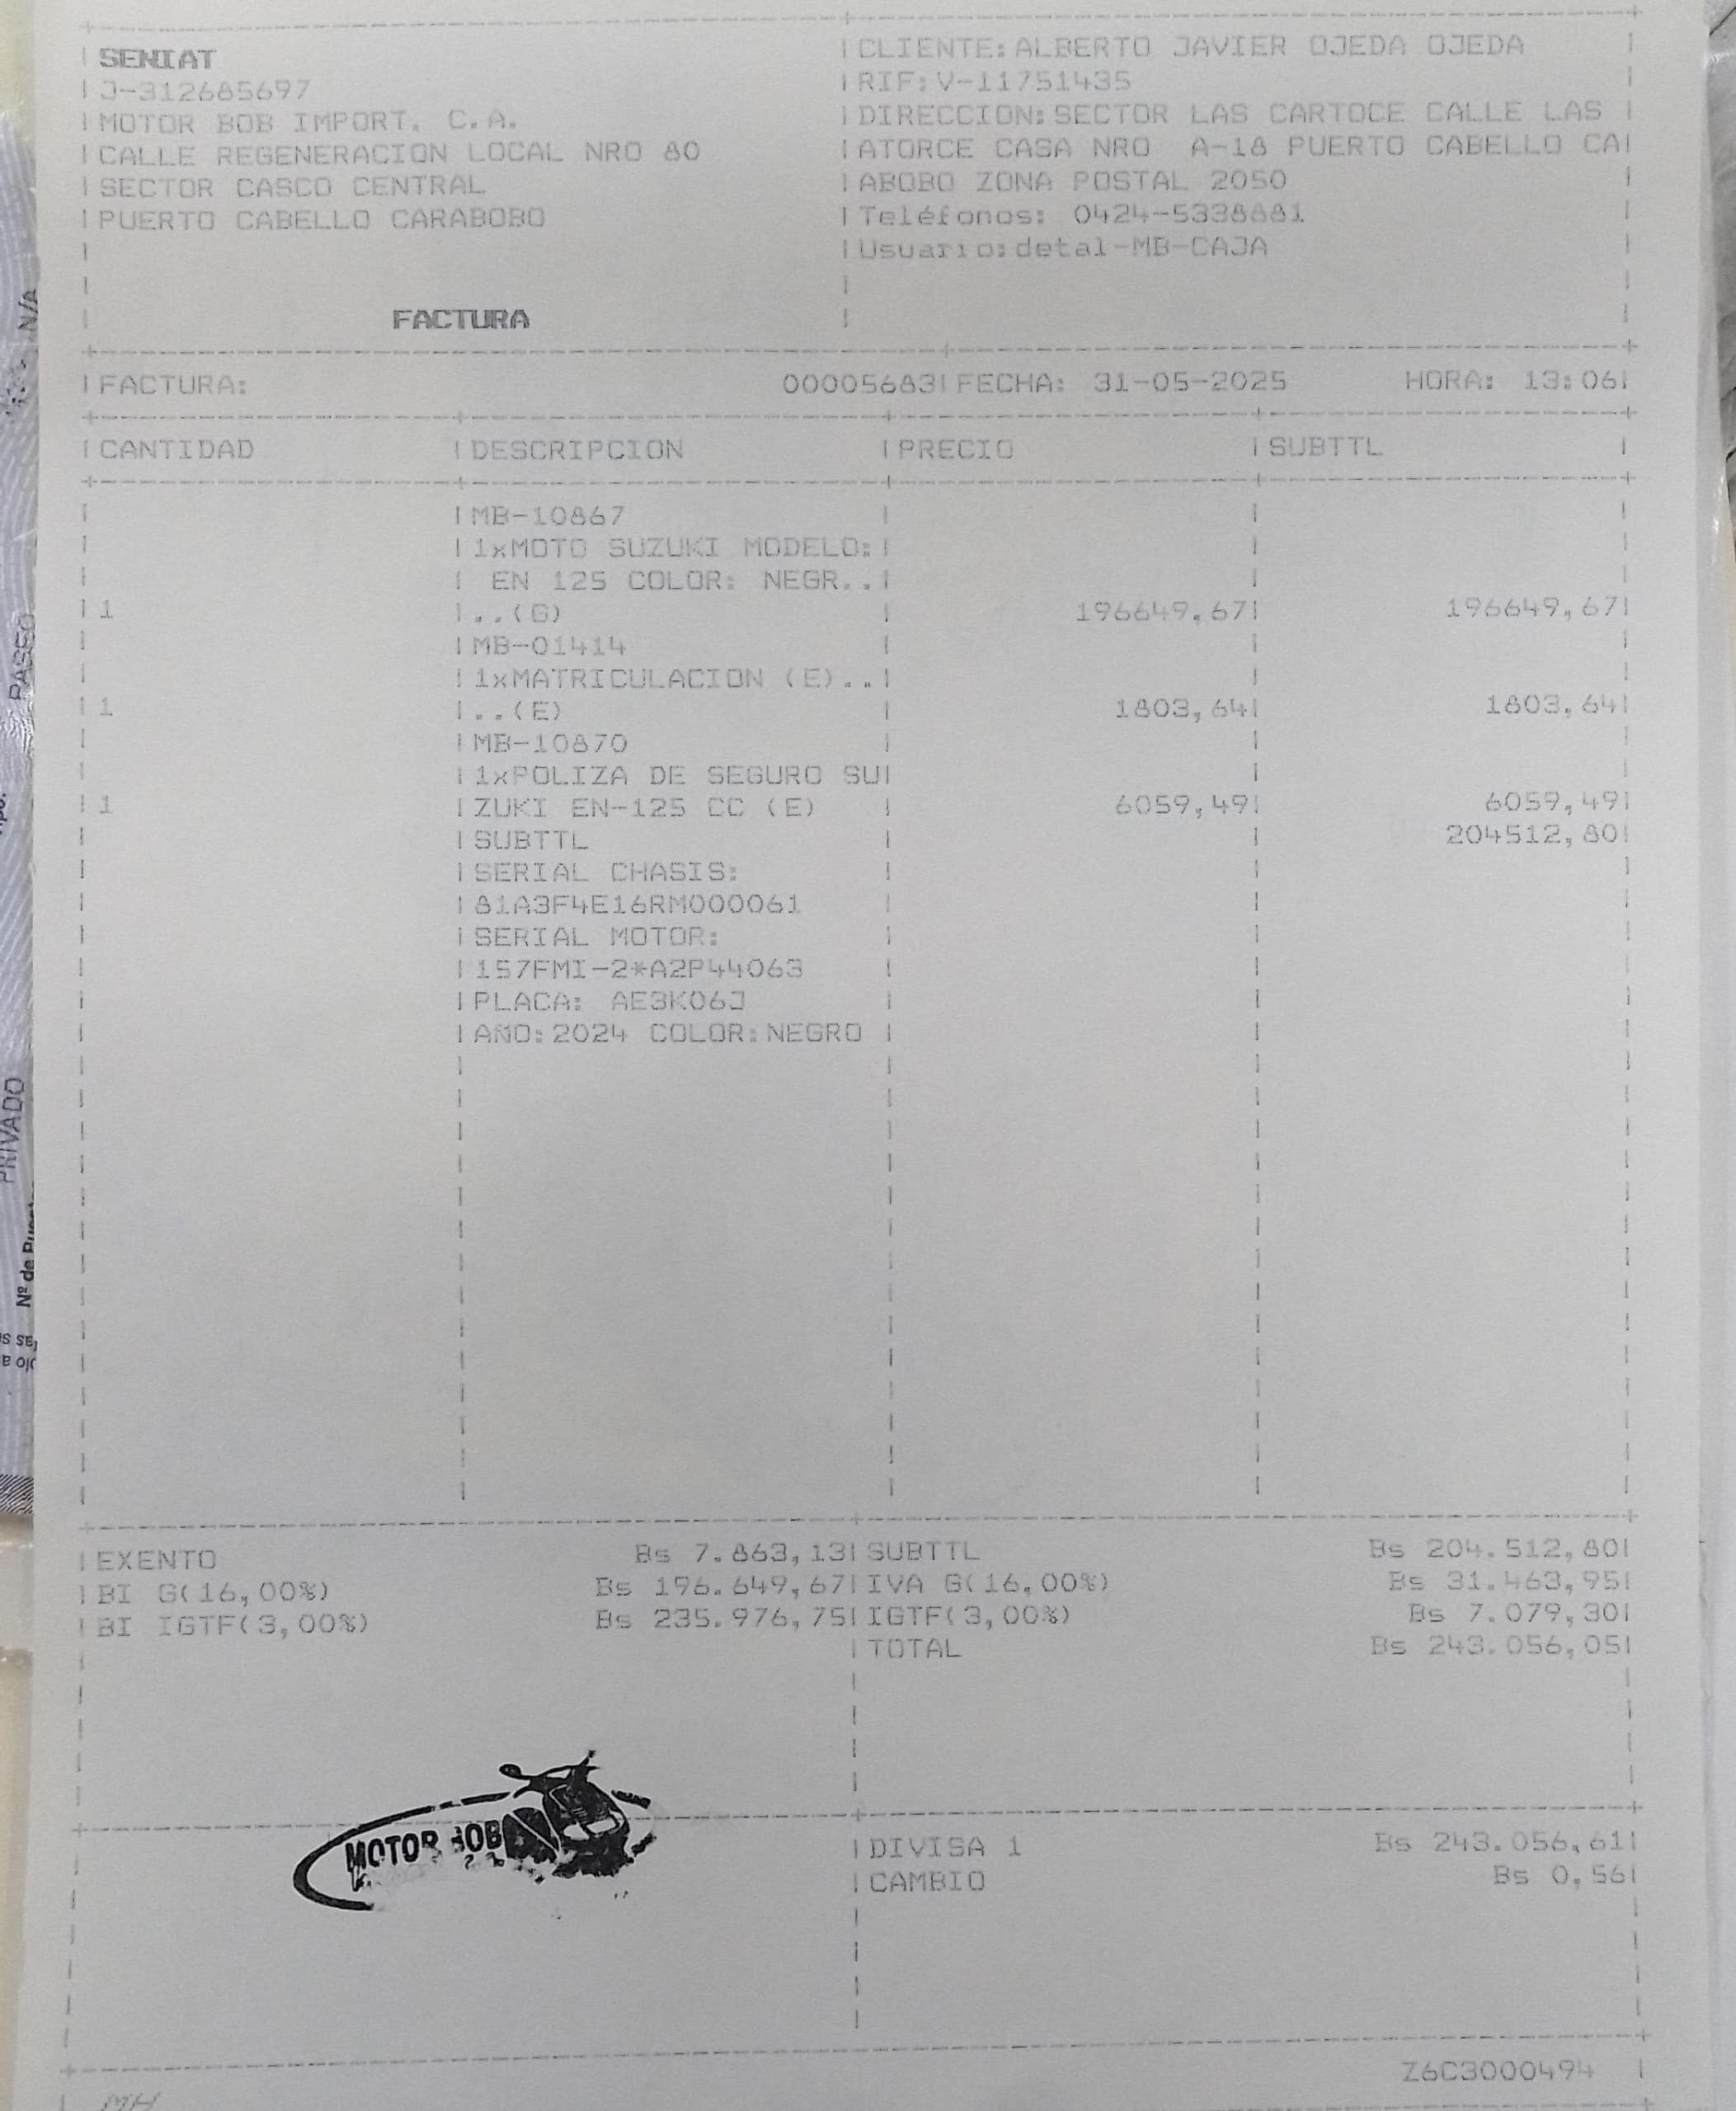 SENIAT
J-312685697
MOTOR BOB IMPORT. C.A.
CALLE REGENERACION LOCAL NRO 80
SECTOR CASCO CENTRAL
PUERTO CABELLO CARABOBO
FACTURA
CLIENTE:ALBERTO JAVIER OJEDA OJEDA
RIF:V-11751435
DIRECCION:SECTOR LAS CARTOCE CALLE LAS
ATORCE CASA NRO A-18 PUERTO CABELLO CA
ABOBO ZONA POSTAL 2050
Teléfonos: 0424-5338881
Usuario:detal-MB-CAJA
FACTURA: 00005683 FECHA: 31-05-2025 HORA: 13:06
CANTIDAD DESCRIPCION PRECIO SUBTTL
MB-10867
1xMOTO SUZUKI MODELO:
EN 125 COLOR: NEGR..
1 ..(G) 196649,67 196649,67
MB-01414
1xMATRICULACION (E)..
1 ..(E) 1803,64 1803,64
MB-10870
1xPOLIZA DE SEGURO SU
1 ZUKI EN-125 CC (E) 6059,49 6059,49
SUBTTL 204512,80
SERIAL CHASIS:
81A3F4E16RM000061
SERIAL MOTOR:
157FMI-2*A2P44063
PLACA: AE3K06J
AÑO:2024 COLOR:NEGRO
EXENTO Bs 7.863,13 SUBTTL Bs 204.512,80
BI G(16,00%) Bs 196.649,67 IVA G(16,00%) Bs 31.463,95
BI IGTF(3,00%) Bs 235.976,75 IGTF(3,00%) Bs 7.079,30
TOTAL Bs 243.056,05
MOTOR BOB
DIVISA 1 Bs 243.056,61
CAMBIO Bs 0,56
Z6C3000494
MH
N/A
PASEO
PRIVADO